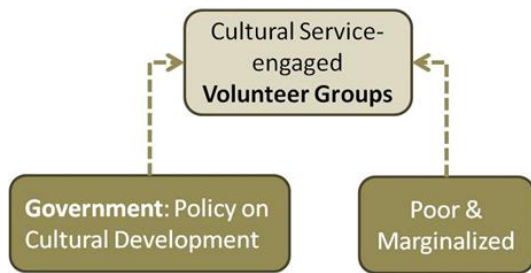 Cultural Service-
engaged
Volunteer Groups
Government: Policy on
Cultural Development
Poor &
Marginalized